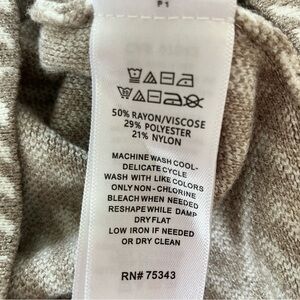 P1
50% RAYON/VISCOSE
29% POLYESTER
21% NYLON
MACHINE WASH COOL-
DELICATE CYCLE
WASH WITH LIKE COLORS
ONLY NON-CHLORINE
BLEACH WHEN NEEDED
RESHAPE WHILE DAMP
DRY FLAT
LOW IRON IF NEEDED
OR DRY CLEAN
RN# 75343